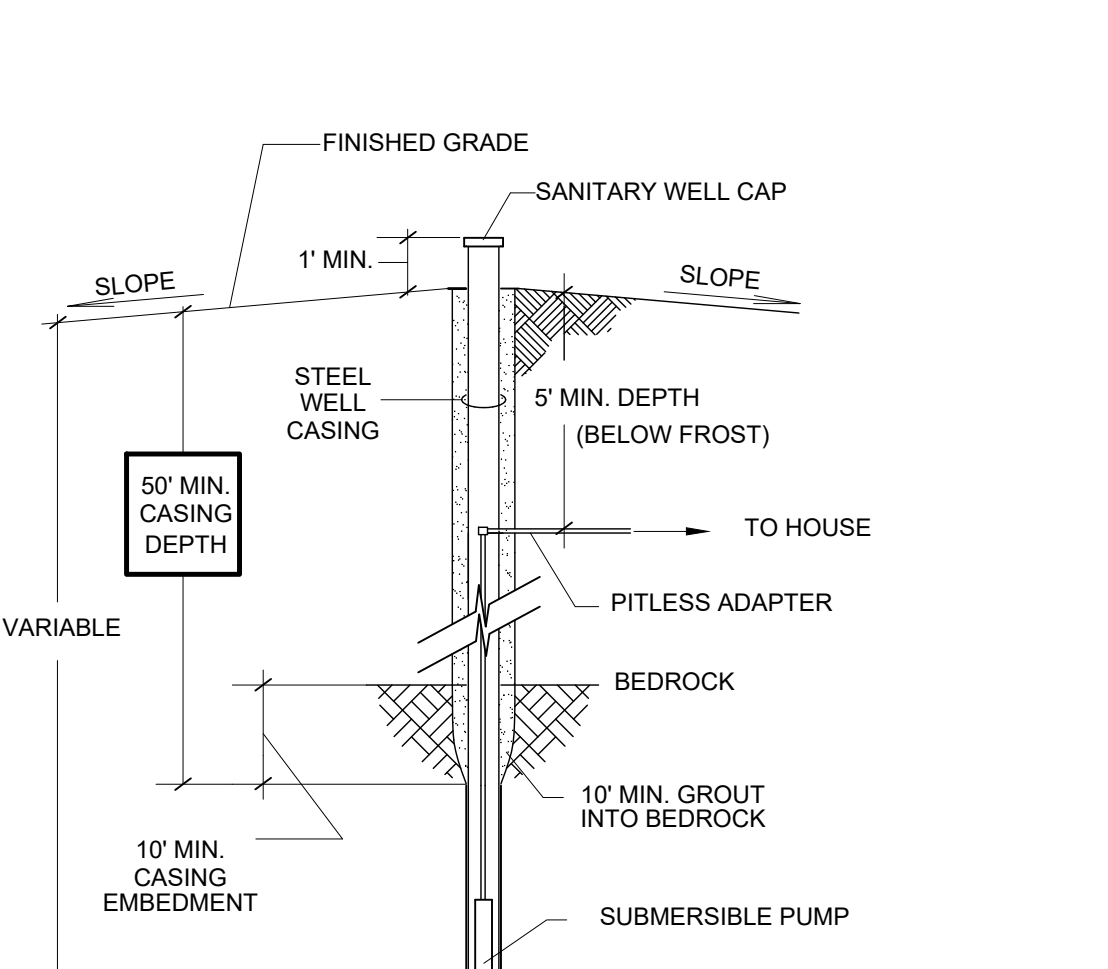 FINISHED GRADE
SANITARY WELL CAP
1' MIN.
SLOPE
SLOPE
STEEL
WELL
CASING
5' MIN. DEPTH
(BELOW FROST)
50' MIN.
CASING
DEPTH
TO HOUSE
PITLESS ADAPTER
VARIABLE
BEDROCK
10' MIN. GROUT
INTO BEDROCK
10' MIN.
CASING
EMBEDMENT
SUBMERSIBLE PUMP